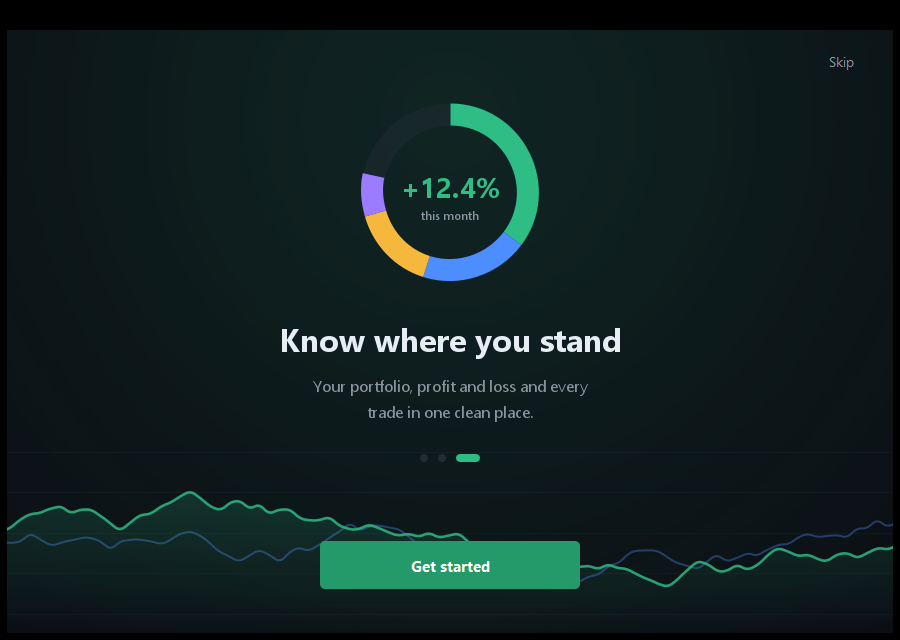 Skip
+12.4%
this month
Know where you stand
Your portfolio, profit and loss and every
trade in one clean place.
Get started